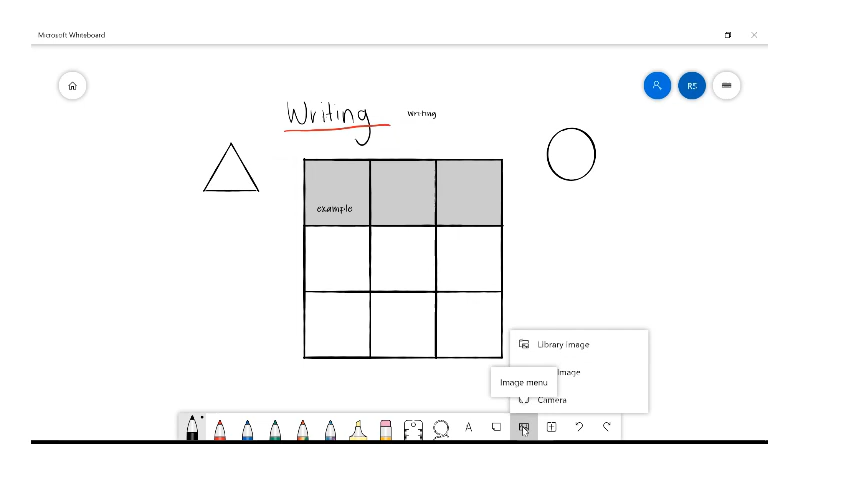 Microsoft Whiteboard
RS
Writing
Writing
example
Library Image
Image
Image menu
Camera
A